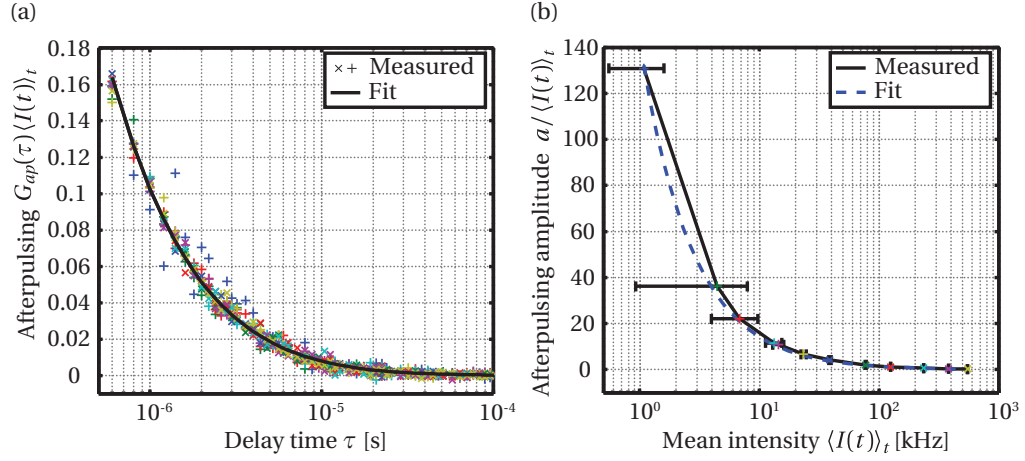 (a)
0.18
0.16
0.14
0.12
0.1
0.08
0.06
0.04
0.02
0
Afterpulsing G_{ap}(τ)⟨I(t)⟩_t
×+ Measured
Fit
10^{-6}
10^{-5}
10^{-4}
Delay time τ [s]
(b)
140
120
100
80
60
40
20
0
Afterpulsing amplitude a/⟨I(t)⟩_t
Measured
Fit
10^0
10^1
10^2
10^3
Mean intensity ⟨I(t)⟩_t [kHz]